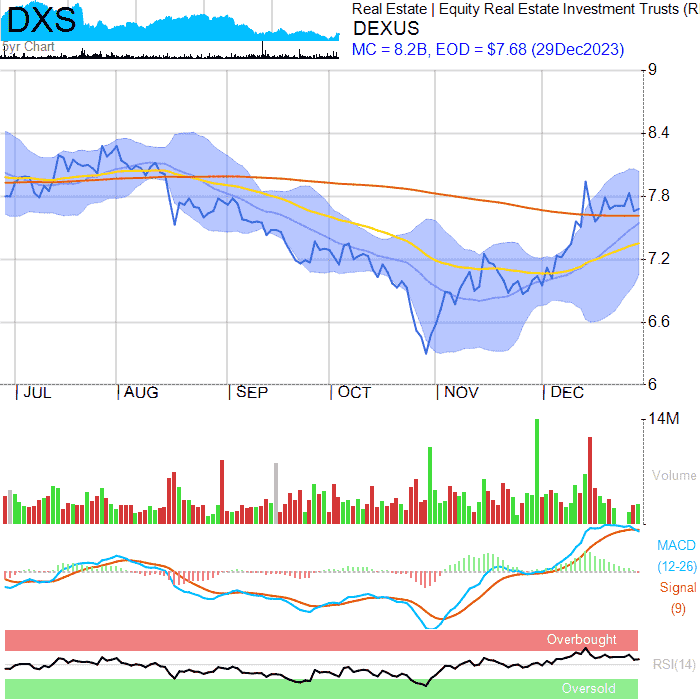 DXS
5yr Chart
Real Estate | Equity Real Estate Investment Trusts (R
DEXUS
MC = 8.2B, EOD = $7.68 (29Dec2023)
9
8.4
7.8
7.2
6.6
6
JUL AUG SEP OCT NOV DEC
14M
Volume
MACD
(12-26)
Signal
(9)
Overbought
RSI(14)
Oversold